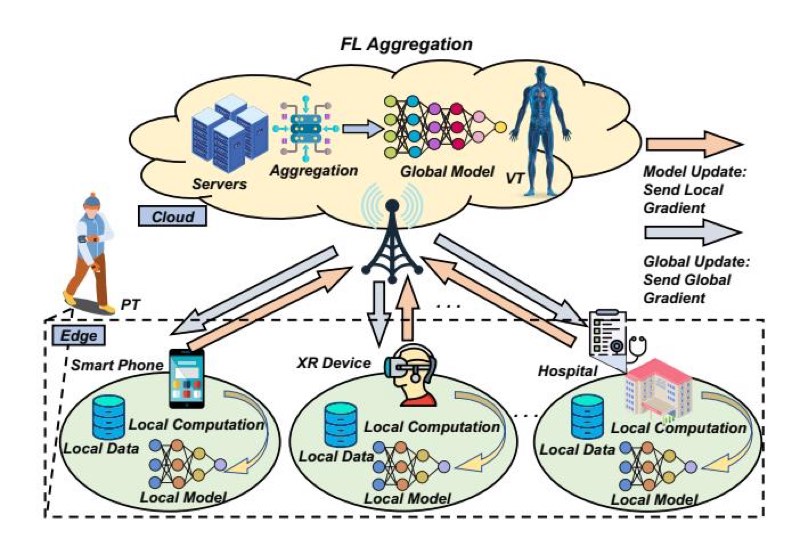 FL Aggregation
Servers
Aggregation
Global Model
VT
Model Update:
Send Local
Gradient
Cloud
Global Update:
Send Global
Gradient
PT
...
Edge
Smart Phone
XR Device
Hospital
Local Computation
Local Data
Local Model
Local Computation
Local Data
Local Model
....
Local Computation
Local Data
Local Model